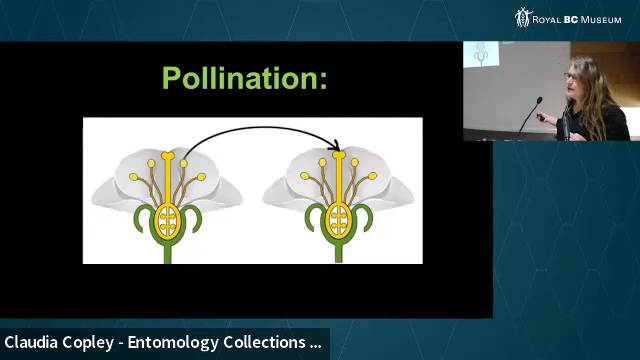 ROYAL BC MUSEUM
Pollination:
Claudia Copley - Entomology Collections ...